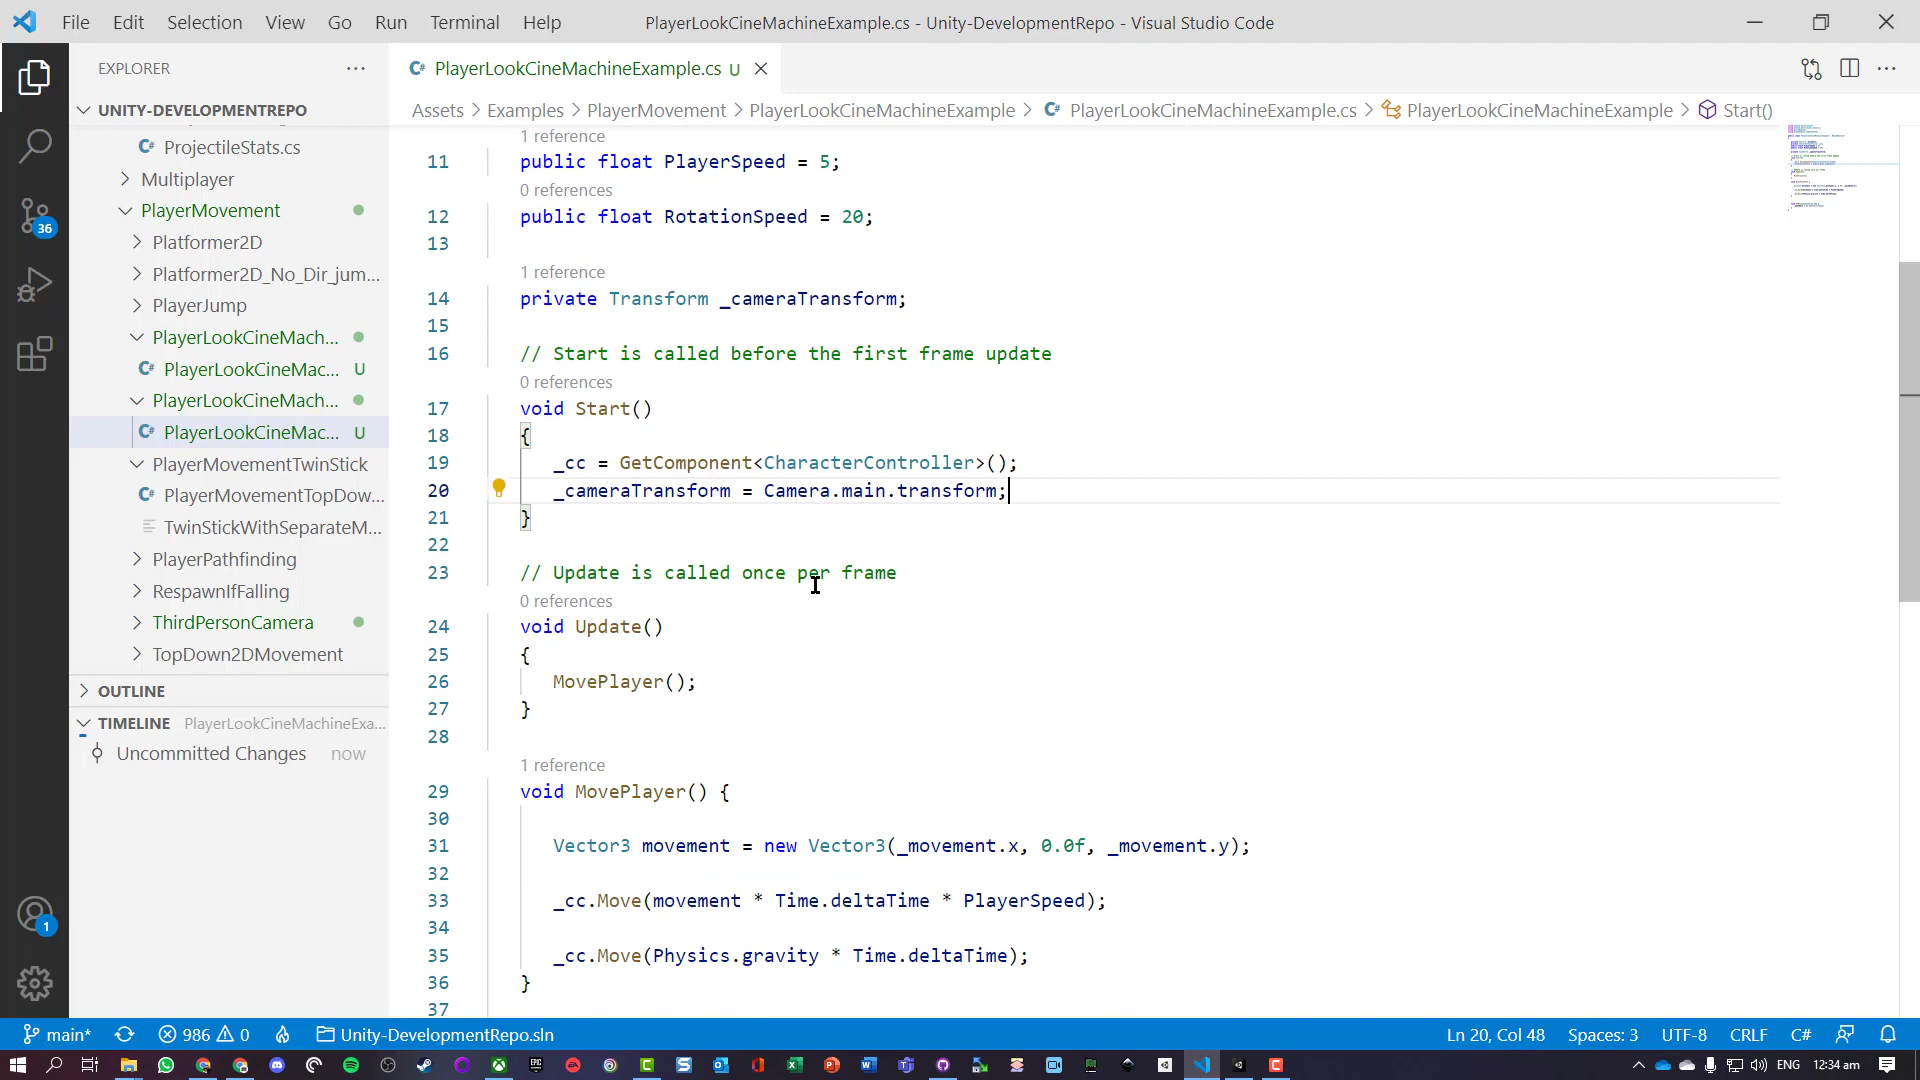 File Edit Selection View Go Run Terminal Help
PlayerLookCineMachineExample.cs - Unity-DevelopmentRepo - Visual Studio Code
EXPLORER
PlayerLookCineMachineExample.cs U
UNITY-DEVELOPMENTREPO
Assets > Examples > PlayerMovement > PlayerLookCineMachineExample > PlayerLookCineMachineExample.cs > PlayerLookCineMachineExample > Start()
ProjectileStats.cs
Multiplayer
PlayerMovement
Platformer2D
Platformer2D_No_Dir_jum...
PlayerJump
PlayerLookCineMach...
PlayerLookCineMac... U
PlayerLookCineMach...
PlayerLookCineMac... U
PlayerMovementTwinStick
PlayerMovementTopDow...
TwinStickWithSeparateM...
PlayerPathfinding
RespawnIfFalling
ThirdPersonCamera
TopDown2DMovement
OUTLINE
TIMELINE PlayerLookCineMachineExa...
Uncommitted Changes now
36
1
1 reference
11 public float PlayerSpeed = 5;
0 references
12 public float RotationSpeed = 20;
13
1 reference
14 private Transform _cameraTransform;
15
16 // Start is called before the first frame update
0 references
17 void Start()
18 {
19 _cc = GetComponent<CharacterController>();
20 _cameraTransform = Camera.main.transform;
21 }
22
23 // Update is called once per frame
0 references
24 void Update()
25 {
26 MovePlayer();
27 }
28
1 reference
29 void MovePlayer() {
30
31 Vector3 movement = new Vector3(_movement.x, 0.0f, _movement.y);
32
33 _cc.Move(movement * Time.deltaTime * PlayerSpeed);
34
35 _cc.Move(Physics.gravity * Time.deltaTime);
36 }
37
main* 986 0 Unity-DevelopmentRepo.sln
Ln 20, Col 48 Spaces: 3 UTF-8 CRLF C#
ENG 12:34 am